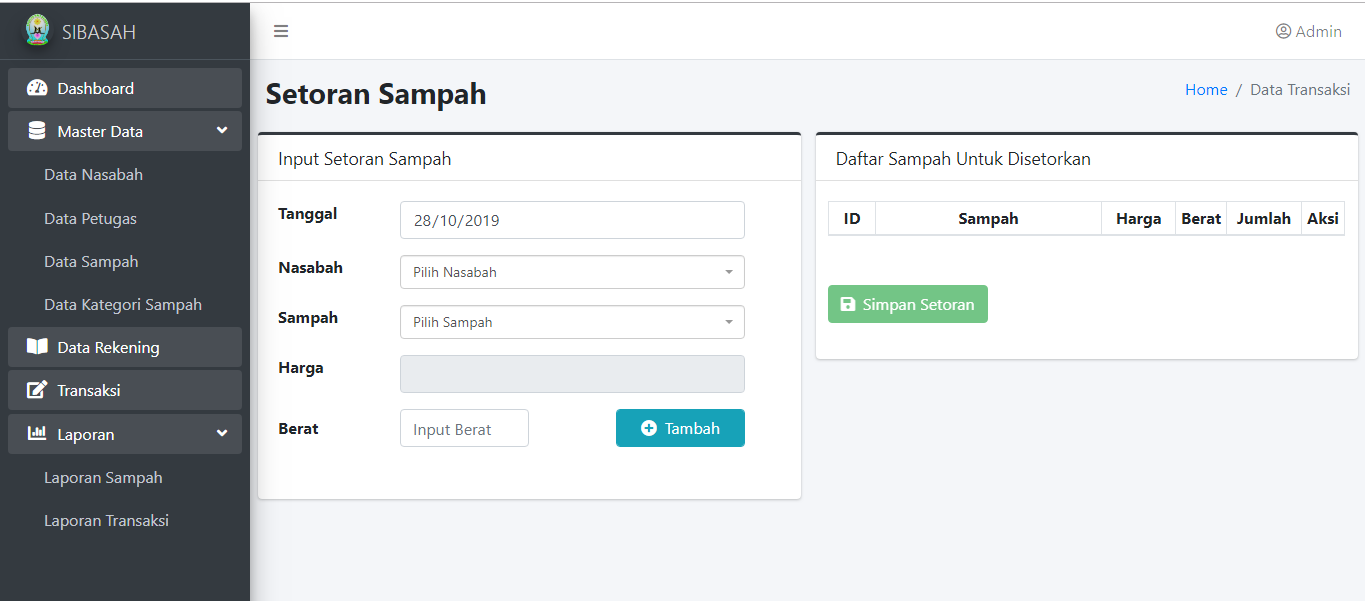 SIBASAH
Admin
Dashboard
Master Data
Data Nasabah
Data Petugas
Data Sampah
Data Kategori Sampah
Data Rekening
Transaksi
Laporan
Laporan Sampah
Laporan Transaksi
Setoran Sampah
Home / Data Transaksi
Input Setoran Sampah
Tanggal 28/10/2019
Nasabah Pilih Nasabah
Sampah Pilih Sampah
Harga
Berat Input Berat Tambah
Daftar Sampah Untuk Disetorkan
ID Sampah Harga Berat Jumlah Aksi
Simpan Setoran